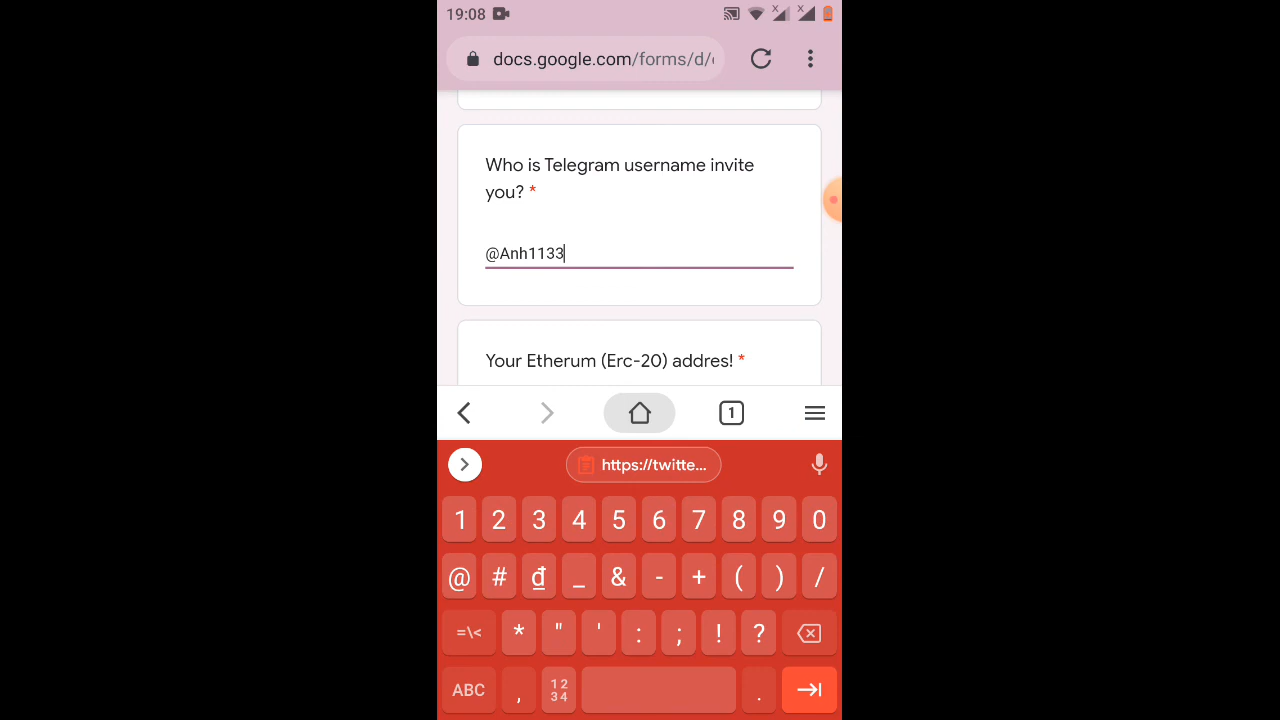 19:08
docs.google.com/forms/d/
Who is Telegram username invite
you? *
@Anh1133
Your Etherum (Erc-20) addres! *
1
https://twitte...
1 2 3 4 5 6 7 8 9 0
@ # đ _ & - + ( ) /
=\< * " ' : ; ! ?
ABC , 12 .
34